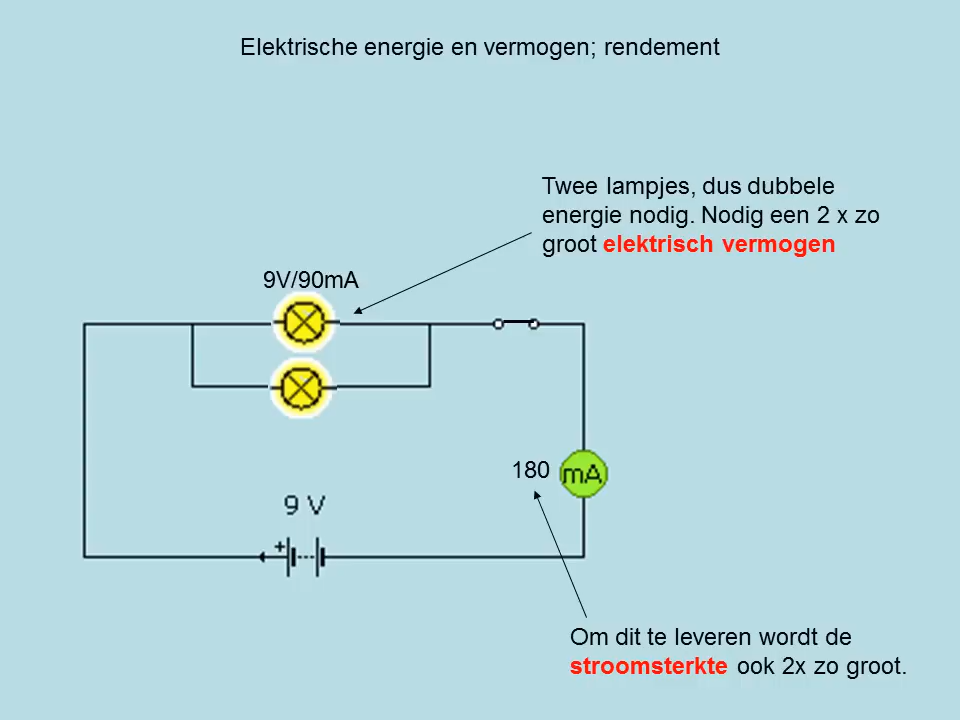 Elektrische energie en vermogen; rendement
Twee lampjes, dus dubbele
energie nodig. Nodig een 2 x zo
groot elektrisch vermogen
9V/90mA
180
mA
9 V
+
Om dit te leveren wordt de
stroomsterkte ook 2x zo groot.